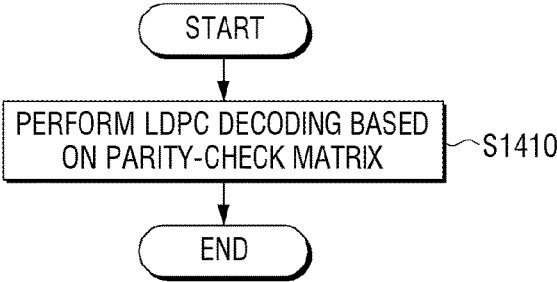 START
PERFORM LDPC DECODING BASED
ON PARITY-CHECK MATRIX
S1410
END